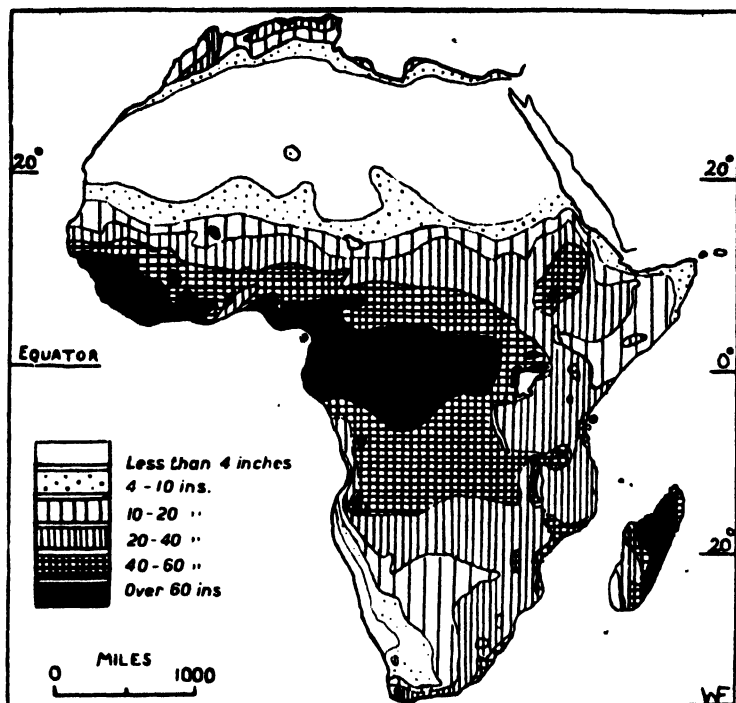 20°
20°
EQUATOR
0°
Less than 4 inches
4-10 ins.
10-20 "
20-40 "
40-60 "
Over 60 ins
20°
MILES
0 1000
WF